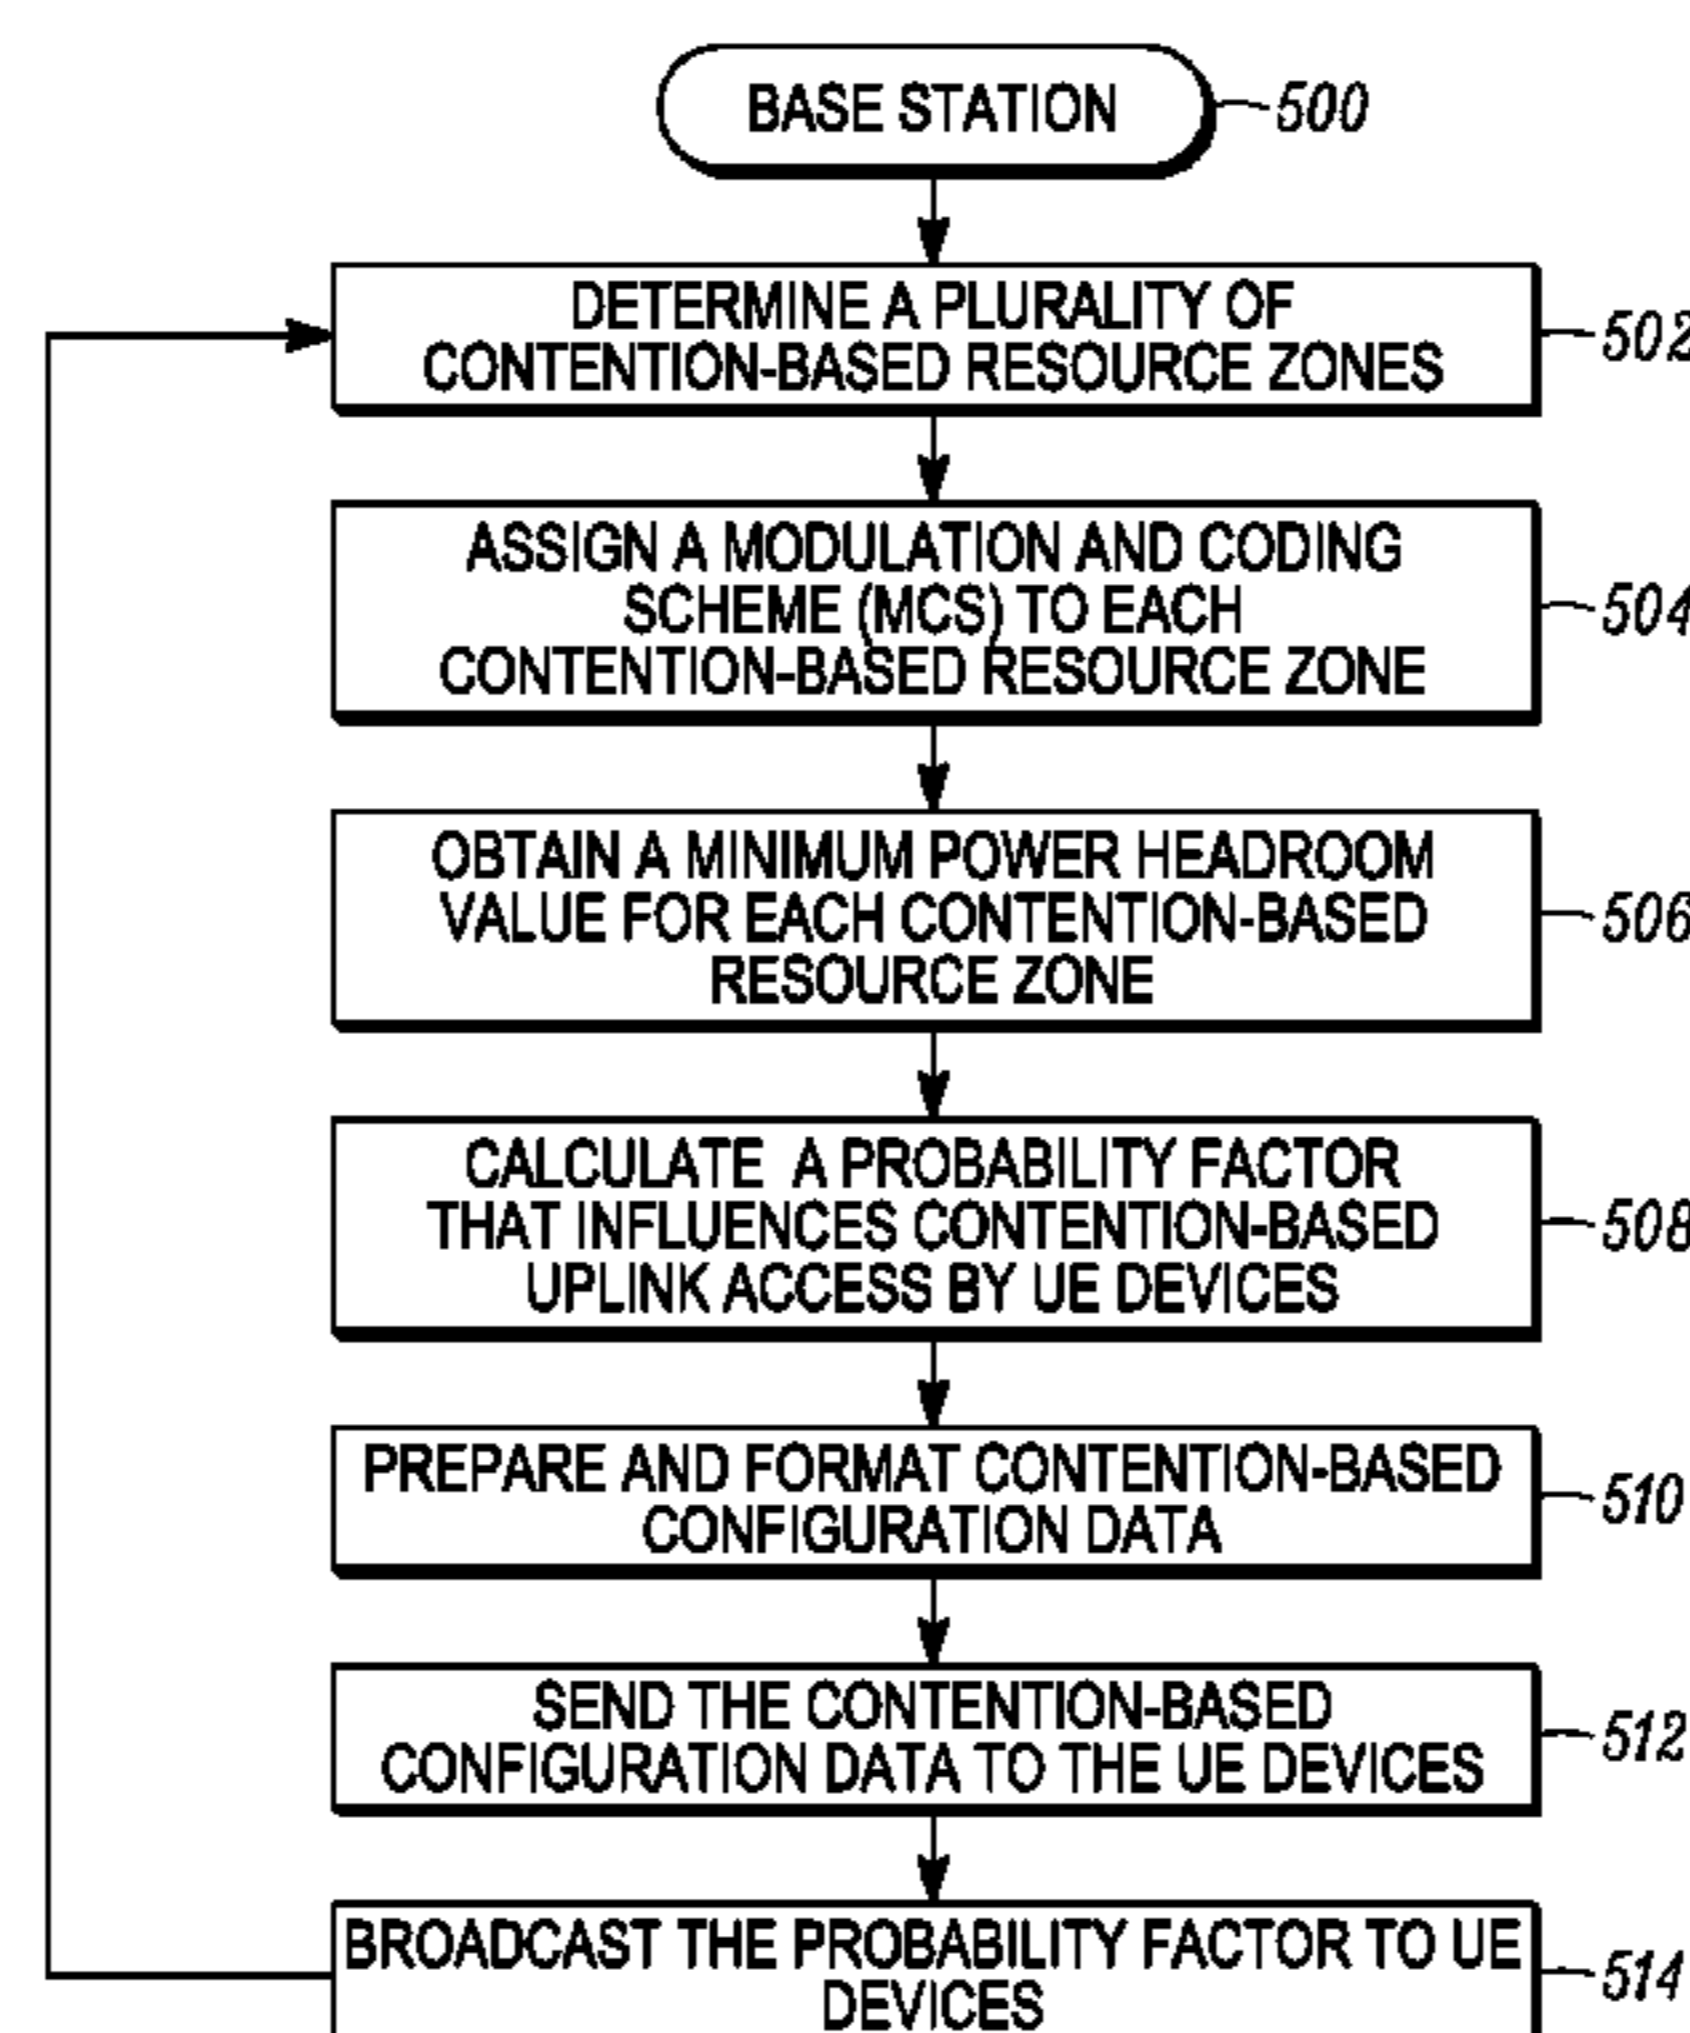 BASE STATION
500
DETERMINE A PLURALITY OF
CONTENTION-BASED RESOURCE ZONES
502
ASSIGN A MODULATION AND CODING
SCHEME (MCS) TO EACH
CONTENTION-BASED RESOURCE ZONE
504
OBTAIN A MINIMUM POWER HEADROOM
VALUE FOR EACH CONTENTION-BASED
RESOURCE ZONE
506
CALCULATE A PROBABILITY FACTOR
THAT INFLUENCES CONTENTION-BASED
UPLINK ACCESS BY UE DEVICES
508
PREPARE AND FORMAT CONTENTION-BASED
CONFIGURATION DATA
510
SEND THE CONTENTION-BASED
CONFIGURATION DATA TO THE UE DEVICES
512
BROADCAST THE PROBABILITY FACTOR TO UE
DEVICES
514